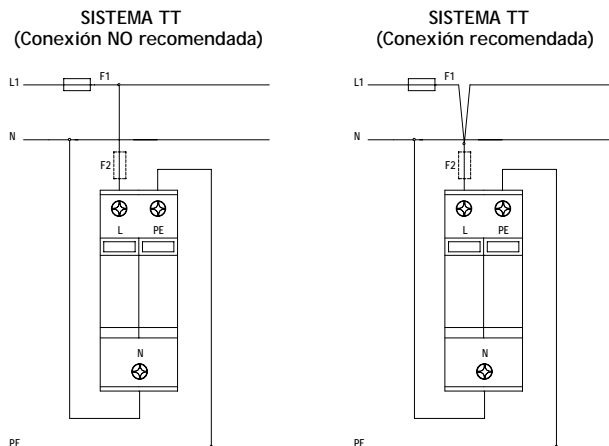 SISTEMA TT
(Conexión NO recomendada)
L1
F1
N
F2
L
PE
N
PE
SISTEMA TT
(Conexión recomendada)
L1
F1
N
F2
L
PE
N
PE